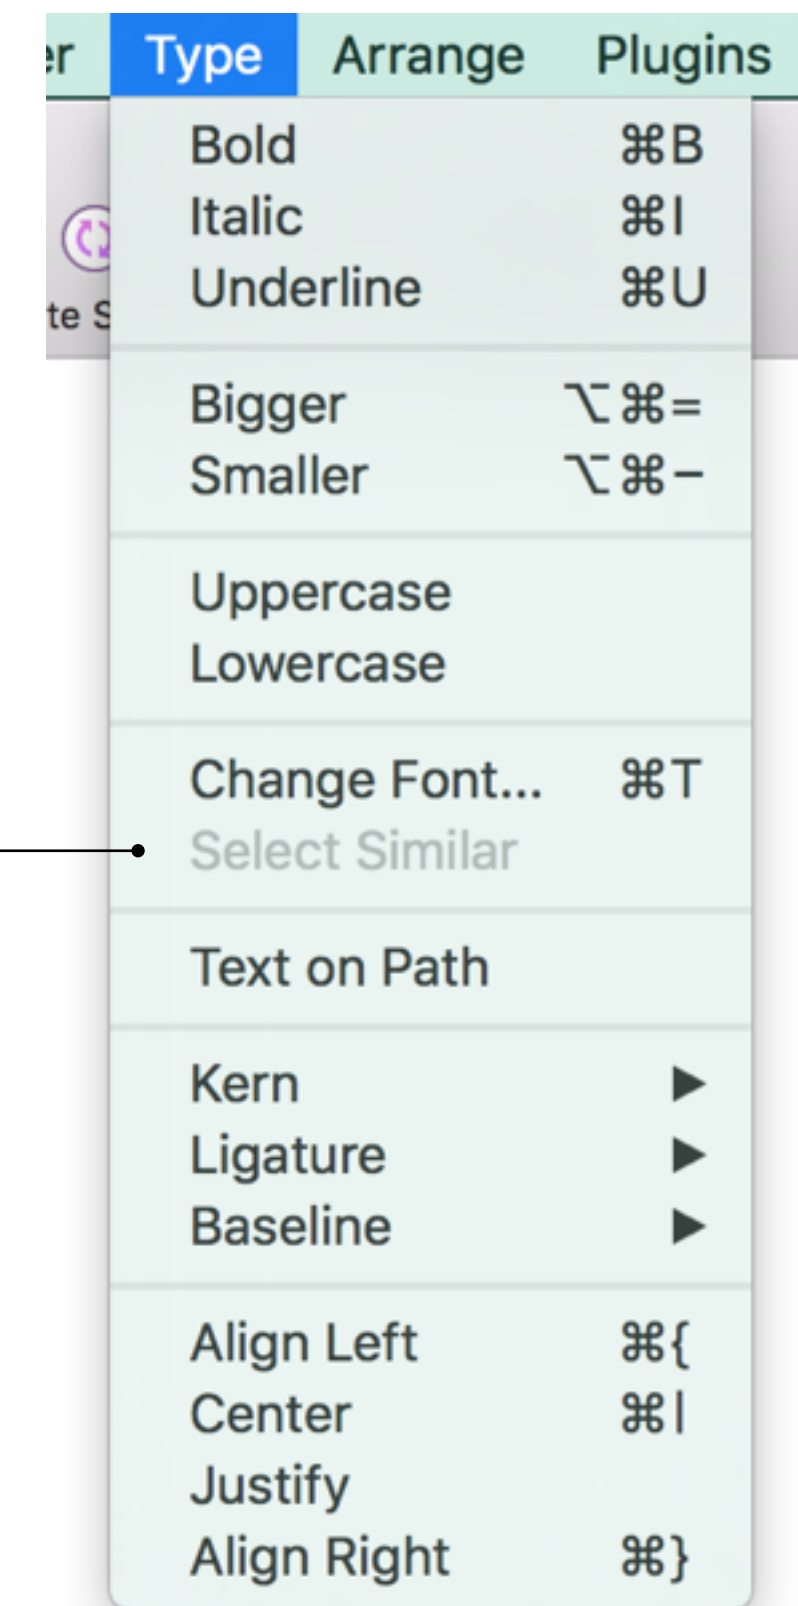 er Type Arrange Plugins
te S
Bold ⌘B
Italic ⌘I
Underline ⌘U
Bigger ⌥⌘=
Smaller ⌥⌘−
Uppercase
Lowercase
Change Font... ⌘T
Select Similar
Text on Path
Kern ▶
Ligature ▶
Baseline ▶
Align Left ⌘{
Center ⌘|
Justify
Align Right ⌘}